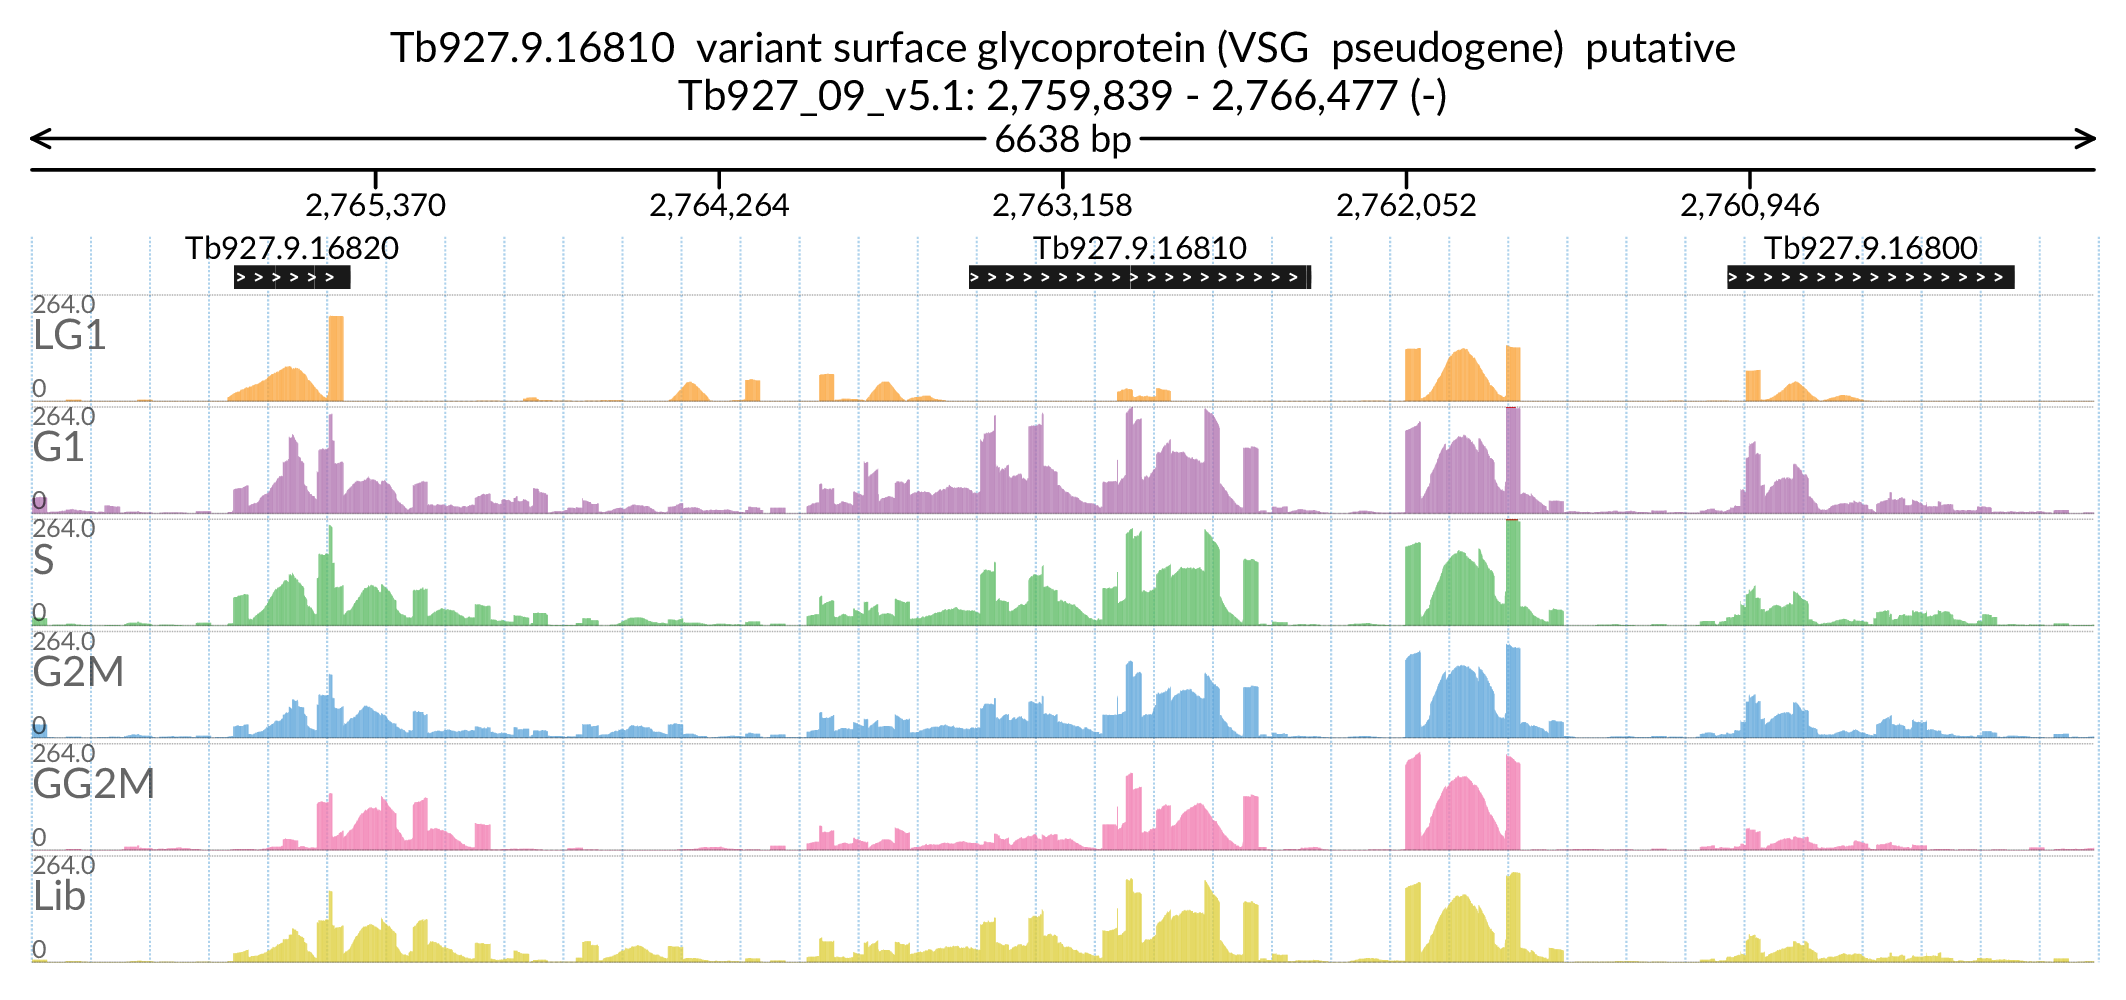 Tb927.9.16810  variant surface glycoprotein (VSG  pseudogene)  putative
Tb927_09_v5.1: 2,759,839 - 2,766,477 (-)
6638 bp
2,765,370 2,764,264 2,763,158 2,762,052 2,760,946
Tb927.9.16820 Tb927.9.16810 Tb927.9.16800
264.0
LG1
0
264.0
G1
0
264.0
S
0
264.0
G2M
0
264.0
GG2M
0
264.0
Lib
0